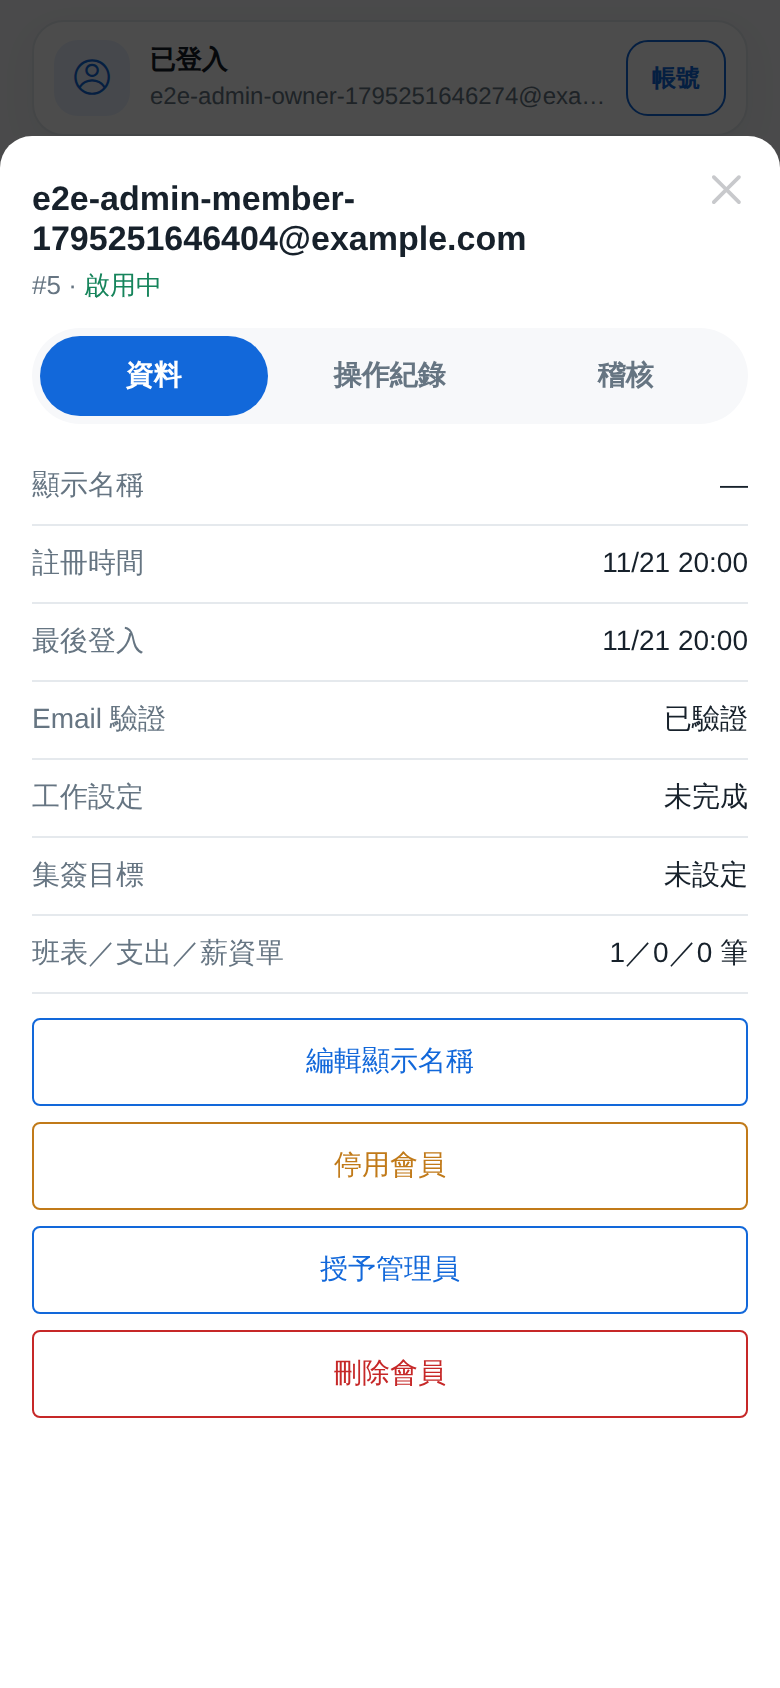 已登入
e2e-admin-owner-1795251646274@exa…
帳號
e2e-admin-member-
1795251646404@example.com
#5 · 啟用中
資料
操作紀錄
稽核
顯示名稱
—
註冊時間
11/21 20:00
最後登入
11/21 20:00
Email 驗證
已驗證
工作設定
未完成
集簽目標
未設定
班表／支出／薪資單
1／0／0 筆
編輯顯示名稱
停用會員
授予管理員
刪除會員